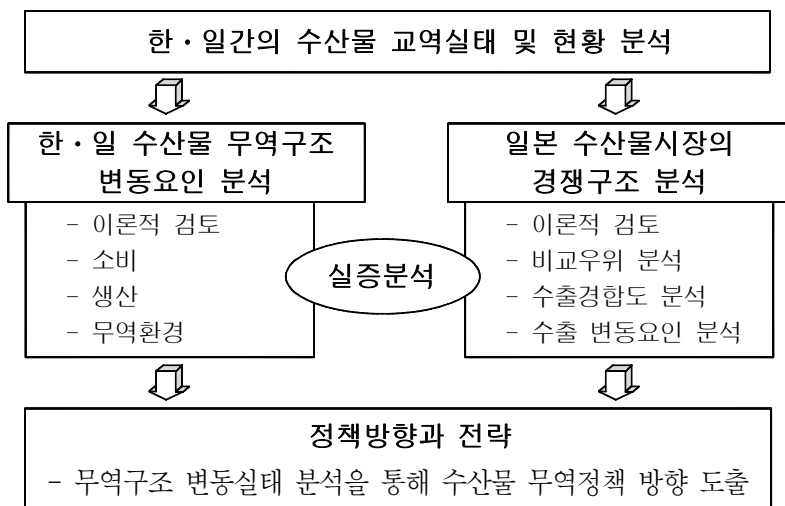 한·일간의 수산물 교역실태 및 현황 분석
한·일 수산물 무역구조
변동요인 분석
- 이론적 검토
- 소비
- 생산
- 무역환경
실증분석
일본 수산물시장의
경쟁구조 분석
- 이론적 검토
- 비교우위 분석
- 수출경합도 분석
- 수출 변동요인 분석
정책방향과 전략
- 무역구조 변동실태 분석을 통해 수산물 무역정책 방향 도출